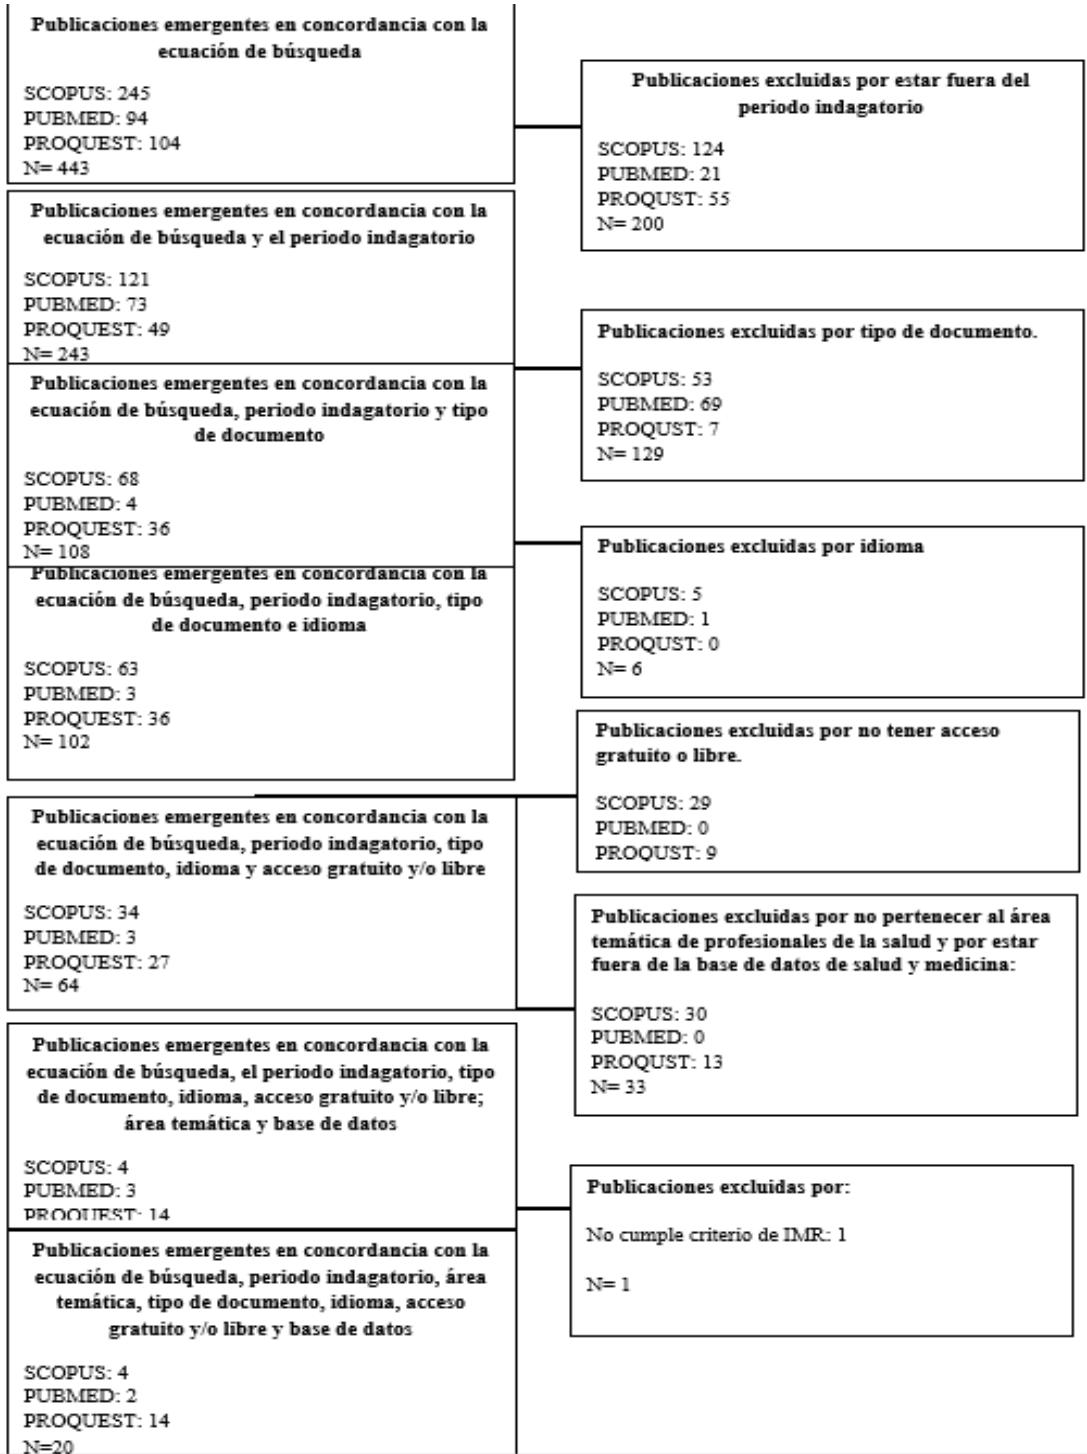 Publicaciones emergentes en concordancia con la
ecuación de búsqueda
SCOPUS: 245
PUBMED: 94
PROQUEST: 104
N= 443
Publicaciones excluidas por estar fuera del
periodo indagatorio
SCOPUS: 124
PUBMED: 21
PROQUST: 55
N= 200
Publicaciones emergentes en concordancia con la
ecuación de búsqueda y el periodo indagatorio
SCOPUS: 121
PUBMED: 73
PROQUEST: 49
N= 243
Publicaciones excluidas por tipo de documento.
SCOPUS: 53
PUBMED: 69
PROQUST: 7
N= 129
Publicaciones emergentes en concordancia con la
ecuación de búsqueda, periodo indagatorio y tipo
de documento
SCOPUS: 68
PUBMED: 4
PROQUEST: 36
N= 108
Publicaciones excluidas por idioma
SCOPUS: 5
PUBMED: 1
PROQUST: 0
N= 6
Publicaciones emergentes en concordancia con la
ecuación de búsqueda, periodo indagatorio, tipo
de documento e idioma
SCOPUS: 63
PUBMED: 3
PROQUEST: 36
N= 102
Publicaciones excluidas por no tener acceso
gratuito o libre.
SCOPUS: 29
PUBMED: 0
PROQUST: 9
Publicaciones emergentes en concordancia con la
ecuación de búsqueda, periodo indagatorio, tipo
de documento, idioma y acceso gratuito y/o libre
SCOPUS: 34
PUBMED: 3
PROQUEST: 27
N= 64
Publicaciones excluidas por no pertenecer al área
temática de profesionales de la salud y por estar
fuera de la base de datos de salud y medicina:
SCOPUS: 30
PUBMED: 0
PROQUST: 13
N= 33
Publicaciones emergentes en concordancia con la
ecuación de búsqueda, el periodo indagatorio, tipo
de documento, idioma, acceso gratuito y/o libre;
área temática y base de datos
SCOPUS: 4
PUBMED: 3
PROQUEST: 14
Publicaciones excluidas por:
No cumple criterio de IMR: 1
N= 1
Publicaciones emergentes en concordancia con la
ecuación de búsqueda, periodo indagatorio, área
temática, tipo de documento, idioma, acceso
gratuito y/o libre y base de datos
SCOPUS: 4
PUBMED: 2
PROQUEST: 14
N=20